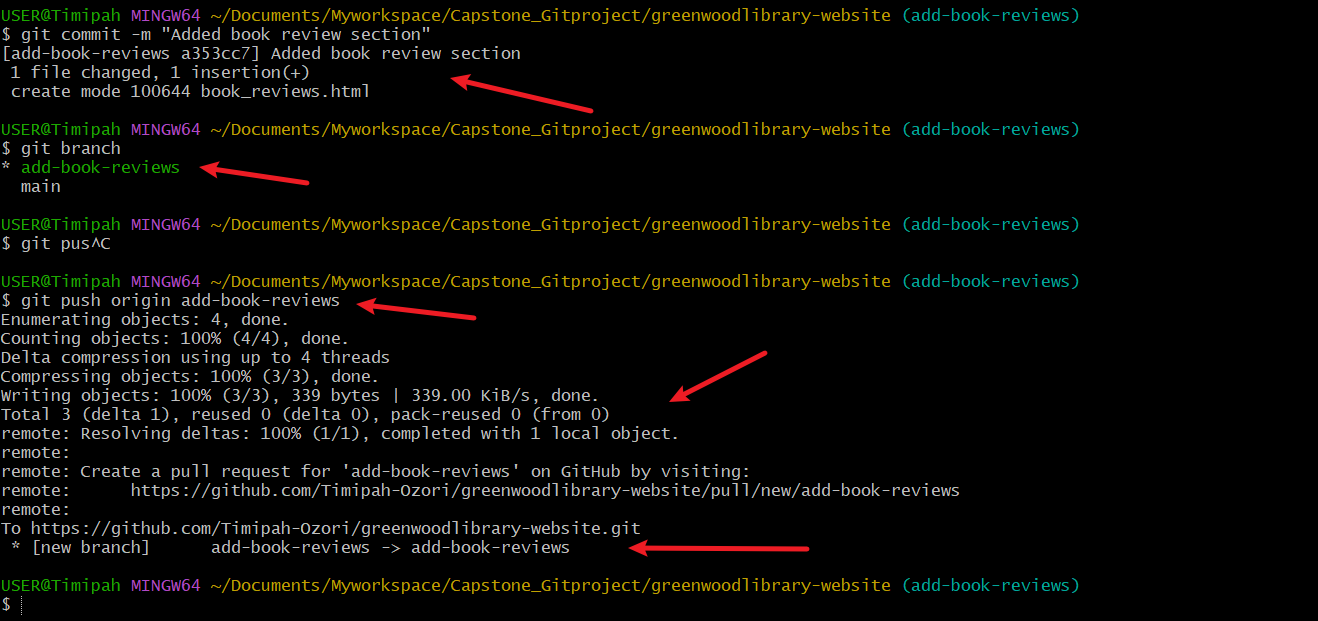 USER@Timipah MINGW64 ~/Documents/Myworkspace/Capstone_Gitproject/greenwoodlibrary-website (add-book-reviews)
$ git commit -m "Added book review section"
[add-book-reviews a353cc7] Added book review section
 1 file changed, 1 insertion(+)
 create mode 100644 book_reviews.html

USER@Timipah MINGW64 ~/Documents/Myworkspace/Capstone_Gitproject/greenwoodlibrary-website (add-book-reviews)
$ git branch
* add-book-reviews
  main

USER@Timipah MINGW64 ~/Documents/Myworkspace/Capstone_Gitproject/greenwoodlibrary-website (add-book-reviews)
$ git pus^C

USER@Timipah MINGW64 ~/Documents/Myworkspace/Capstone_Gitproject/greenwoodlibrary-website (add-book-reviews)
$ git push origin add-book-reviews
Enumerating objects: 4, done.
Counting objects: 100% (4/4), done.
Delta compression using up to 4 threads
Compressing objects: 100% (3/3), done.
Writing objects: 100% (3/3), 339 bytes | 339.00 KiB/s, done.
Total 3 (delta 1), reused 0 (delta 0), pack-reused 0 (from 0)
remote: Resolving deltas: 100% (1/1), completed with 1 local object.
remote:
remote: Create a pull request for 'add-book-reviews' on GitHub by visiting:
remote:      https://github.com/Timipah-Ozori/greenwoodlibrary-website/pull/new/add-book-reviews
remote:
To https://github.com/Timipah-Ozori/greenwoodlibrary-website.git
 * [new branch]      add-book-reviews -> add-book-reviews

USER@Timipah MINGW64 ~/Documents/Myworkspace/Capstone_Gitproject/greenwoodlibrary-website (add-book-reviews)
$